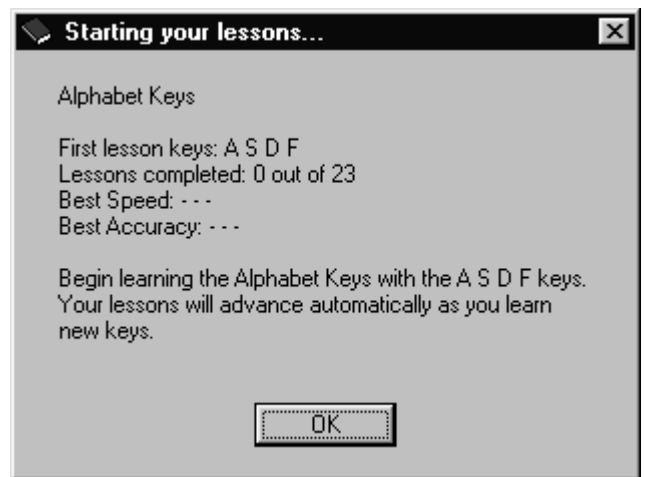 Starting your lessons...
Alphabet Keys
First lesson keys: A S D F
Lessons completed: 0 out of 23
Best Speed: - - -
Best Accuracy: - - -
Begin learning the Alphabet Keys with the A S D F keys.
Your lessons will advance automatically as you learn
new keys.
OK